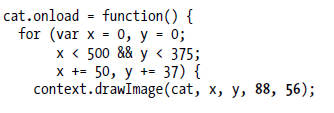 cat.onload = function() {
  for (var x = 0, y = 0;
       x < 500 && y < 375;
       x += 50, y += 37) {
    context.drawImage(cat, x, y, 88, 56);